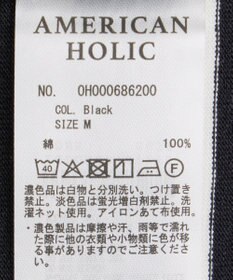 AMERICAN
HOLIC
NO. 0H000686200
COL. Black
SIZE M
綿 100%
濃色品は白物と分別洗い。つけ置き
禁止。淡色品は蛍光増白剤禁止。洗
濯ネット使用。アイロンあて布使用。
・濃色製品は摩擦や汗、雨等で濡れ
た際に他の衣類や小物類に色が移
る事がありますのでご注意ください